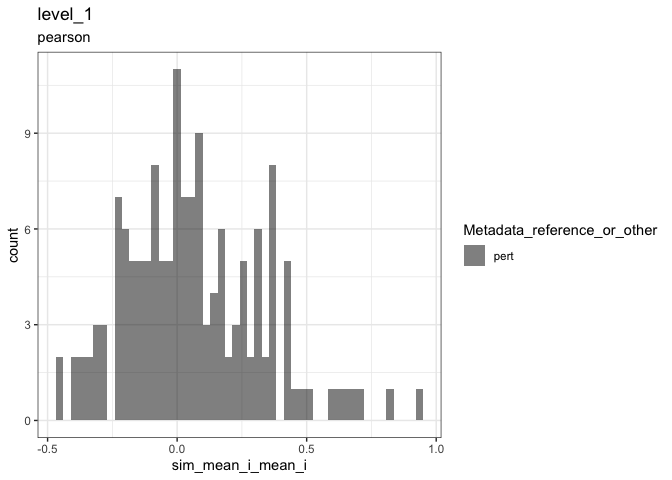 level_1
pearson
9
6
3
0
count
-0.5 0.0 0.5 1.0
sim_mean_i_mean_i
Metadata_reference_or_other
pert